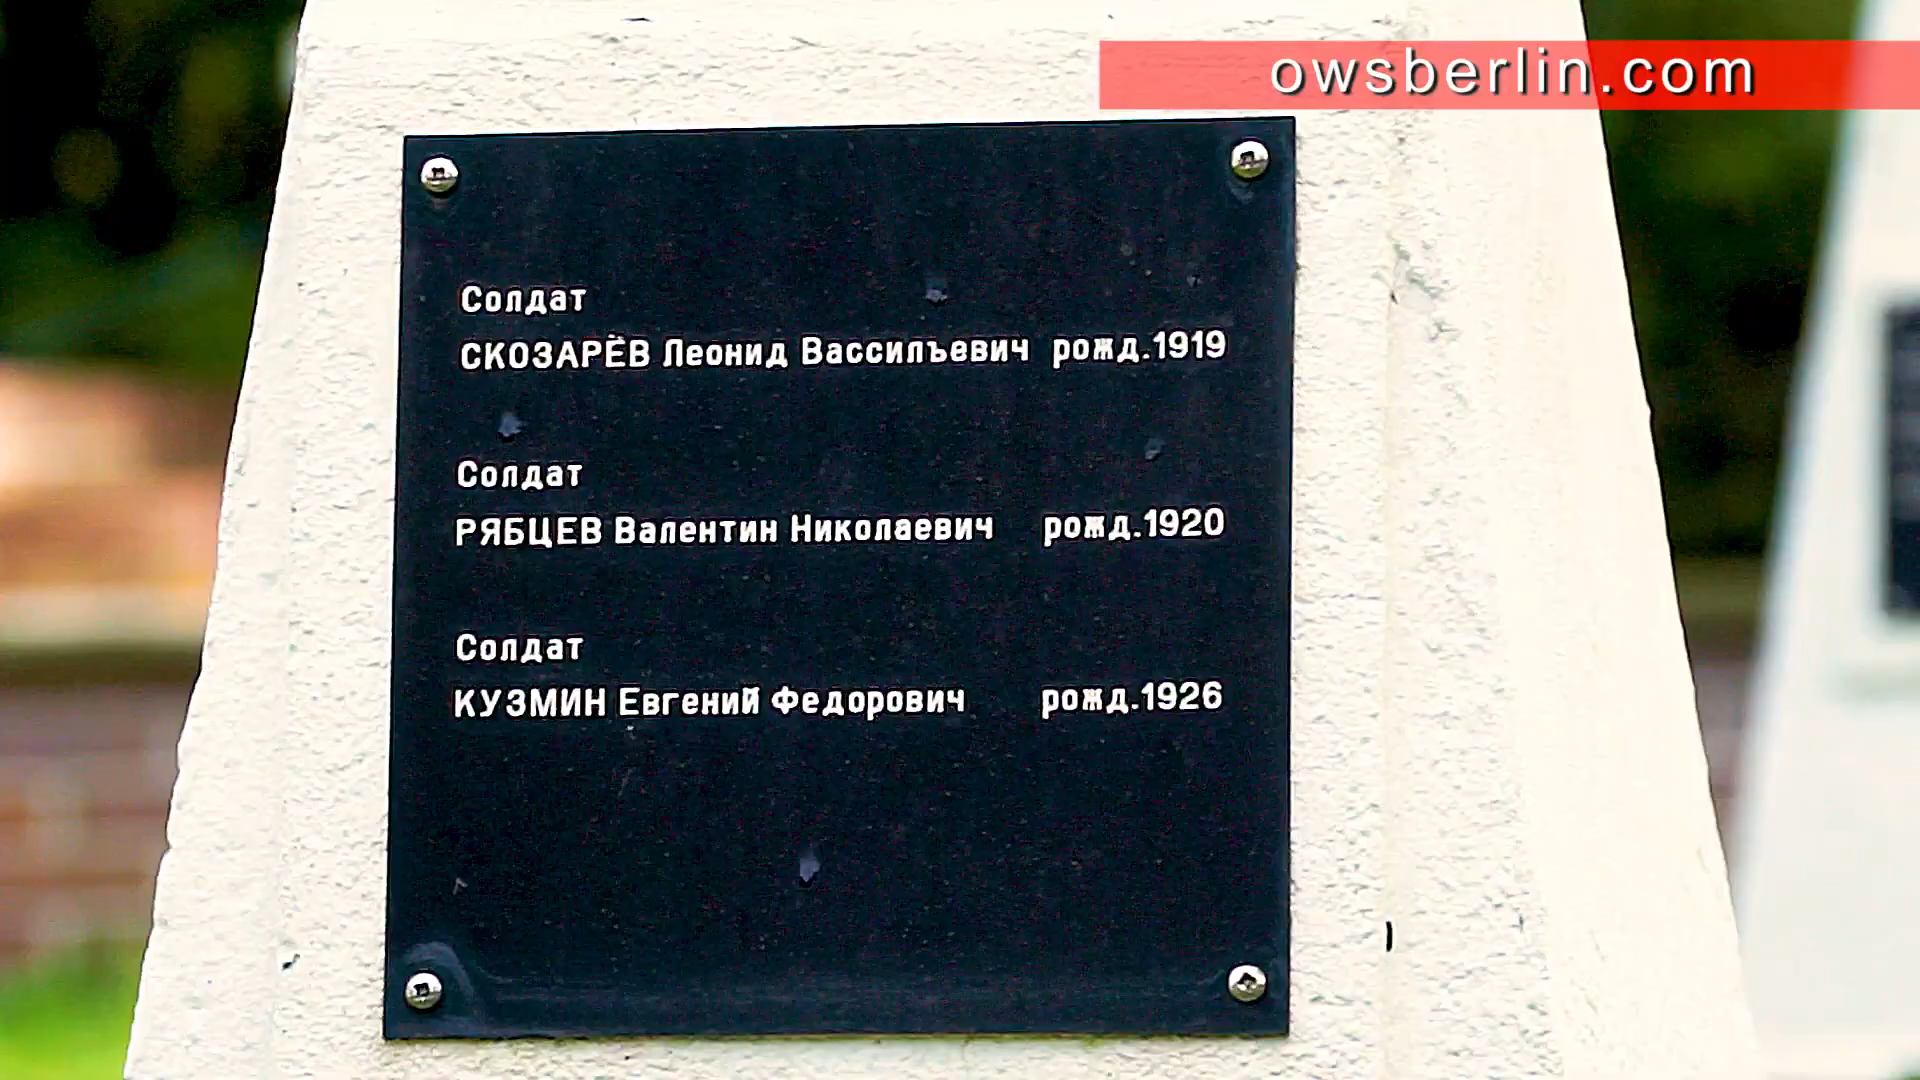 owsberlin.com
Солдат
СКОЗАРЁВ Леонид Вассилъевич рожд.1919
Солдат
РЯБЦЕВ Валентин Николаевич рожд.1920
Солдат
КУЗМИН Евгений Федорович рожд.1926